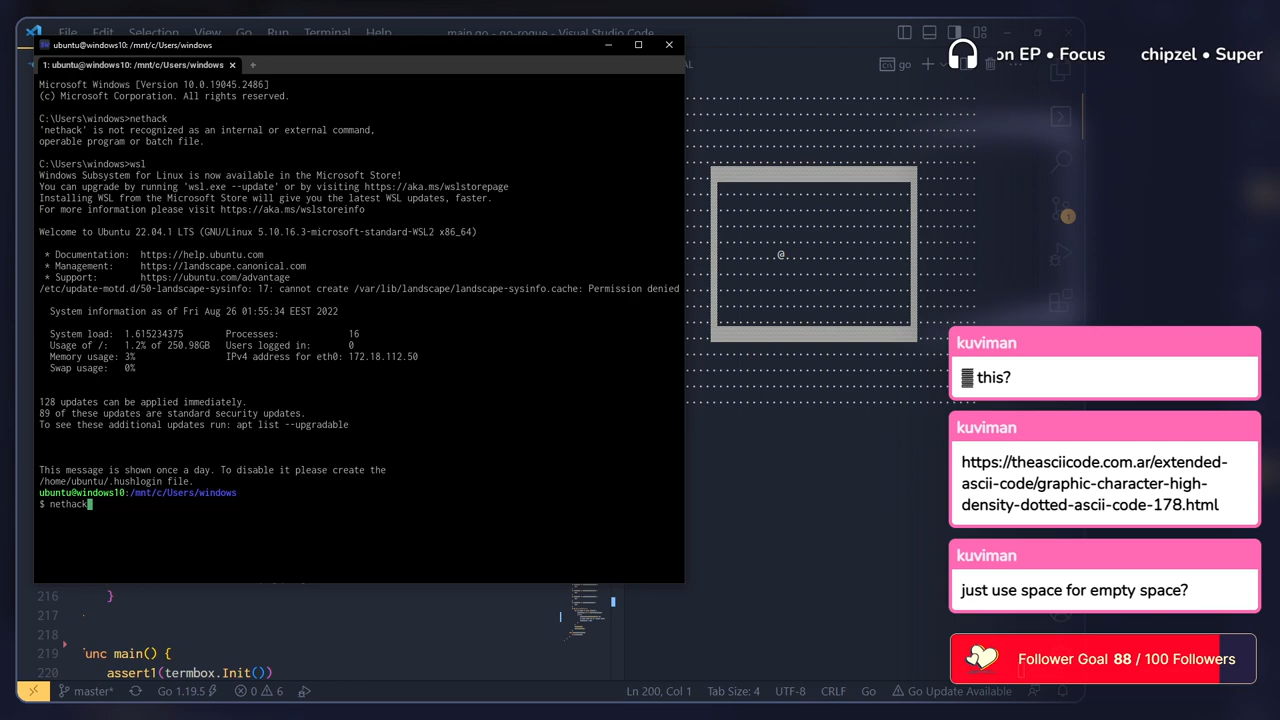 File Edit Selection View Go Run Terminal Help
main.go - go-rogue - Visual Studio Code
ubuntu@windows10: /mnt/c/Users/windows
1: ubuntu@windows10: /mnt/c/Users/windows
go
on EP • Focus chipzel • Super
Microsoft Windows [Version 10.0.19045.2486]
(c) Microsoft Corporation. All rights reserved.
C:\Users\windows>nethack
'nethack' is not recognized as an internal or external command,
operable program or batch file.
C:\Users\windows>wsl
Windows Subsystem for Linux is now available in the Microsoft Store!
You can upgrade by running 'wsl.exe --update' or by visiting https://aka.ms/wslstorepage
Installing WSL from the Microsoft Store will give you the latest WSL updates, faster.
For more information please visit https://aka.ms/wslstoreinfo
Welcome to Ubuntu 22.04.1 LTS (GNU/Linux 5.10.16.3-microsoft-standard-WSL2 x86_64)
* Documentation: https://help.ubuntu.com
* Management: https://landscape.canonical.com
* Support: https://ubuntu.com/advantage
/etc/update-motd.d/50-landscape-sysinfo: 17: cannot create /var/lib/landscape/landscape-sysinfo.cache: Permission denied
System information as of Fri Aug 26 01:55:34 EEST 2022
System load: 1.615234375 Processes: 16
Usage of /: 1.2% of 250.98GB Users logged in: 0
Memory usage: 3% IPv4 address for eth0: 172.18.112.50
Swap usage: 0%
128 updates can be applied immediately.
89 of these updates are standard security updates.
To see these additional updates run: apt list --upgradable
This message is shown once a day. To disable it please create the
/home/ubuntu/.hushlogin file.
ubuntu@windows10:/mnt/c/Users/windows
$ nethack
@
216 }
217
218
219 unc main() {
220 assert1(termbox.Init())
kuviman
▓ this?
kuviman
https://theasciicode.com.ar/extended-
ascii-code/graphic-character-high-
density-dotted-ascii-code-178.html
kuviman
just use space for empty space?
Follower Goal 88 / 100 Followers
master* Go 1.19.5 0 6 Ln 200, Col 1 Tab Size: 4 UTF-8 CRLF Go Go Update Available